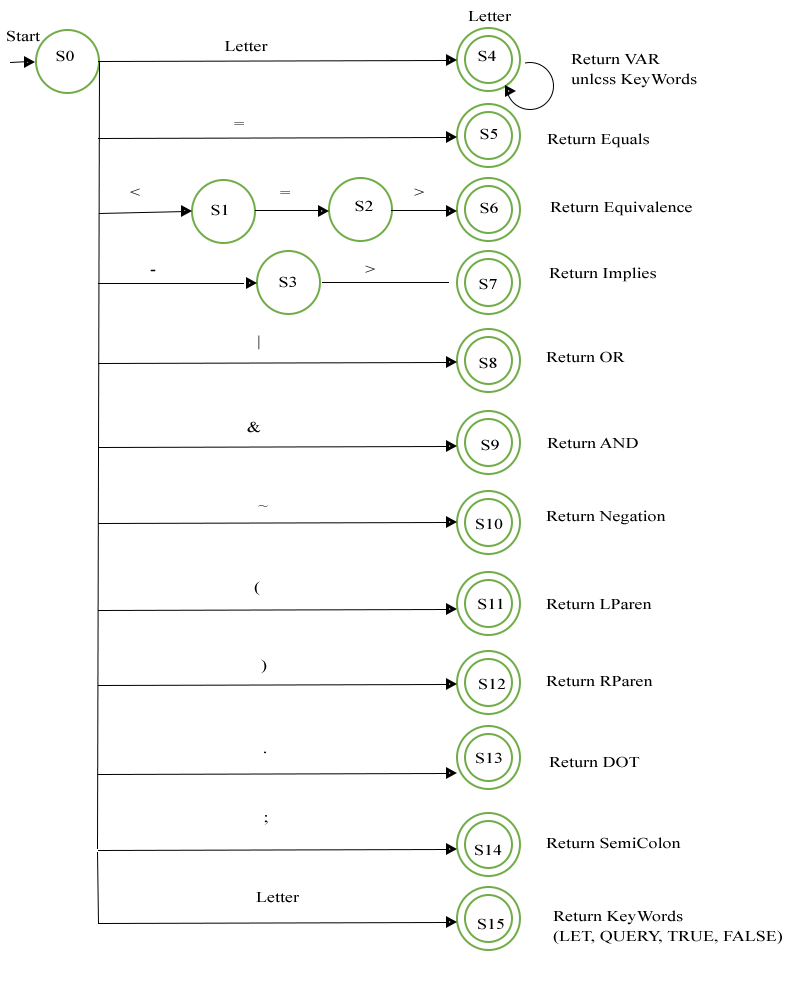 Letter
Start
S0
Letter
S4
Return VAR
unlcss KeyWords
=
S5
Return Equals
<
S1
=
S2
>
S6
Return Equivalence
-
S3
>
S7
Return Implies
|
S8
Return OR
&
S9
Return AND
~
S10
Return Negation
(
S11
Return LParen
)
S12
Return RParen
.
S13
Return DOT
;
S14
Return SemiColon
Letter
S15
Return KeyWords
(LET, QUERY, TRUE, FALSE)